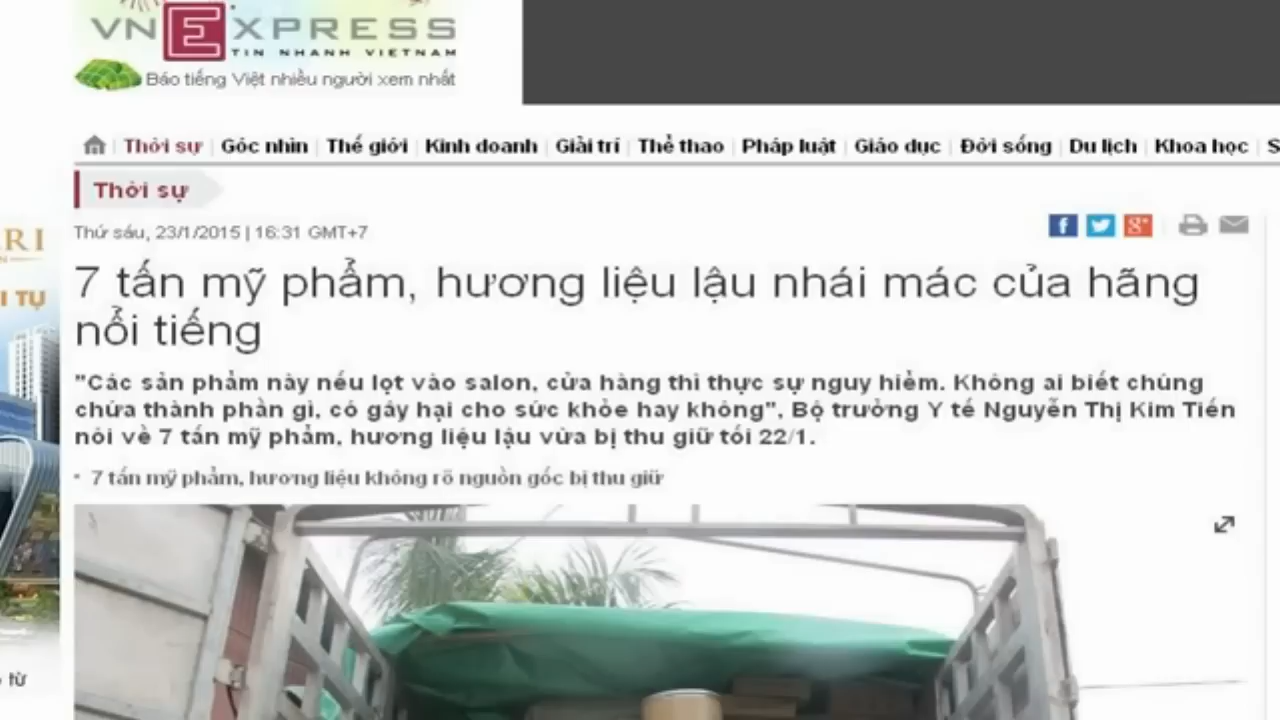 VNEXPRESS
TIN NHANH VIETNAM
Báo tiếng Việt nhiều người xem nhất
Thời sự Góc nhìn Thế giới Kinh doanh Giải trí Thể thao Pháp luật Giáo dục Đời sống Du lịch Khoa học S
Thời sự
Thứ sáu, 23/1/2015 | 16:31 GMT+7
7 tấn mỹ phẩm, hương liệu lậu nhái mác của hãng
nổi tiếng
"Các sản phẩm này nếu lọt vào salon, cửa hàng thì thực sự nguy hiểm. Không ai biết chúng
chứa thành phần gì, có gây hại cho sức khỏe hay không", Bộ trưởng Y tế Nguyễn Thị Kim Tiến
nói về 7 tấn mỹ phẩm, hương liệu lậu vừa bị thu giữ tối 22/1.
7 tấn mỹ phẩm, hương liệu không rõ nguồn gốc bị thu giữ
RI
I TỤ
từ